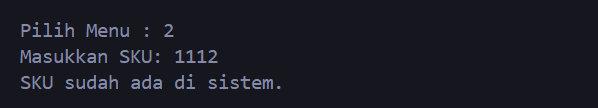 Pilih Menu : 2
Masukkan SKU: 1112
SKU sudah ada di sistem.